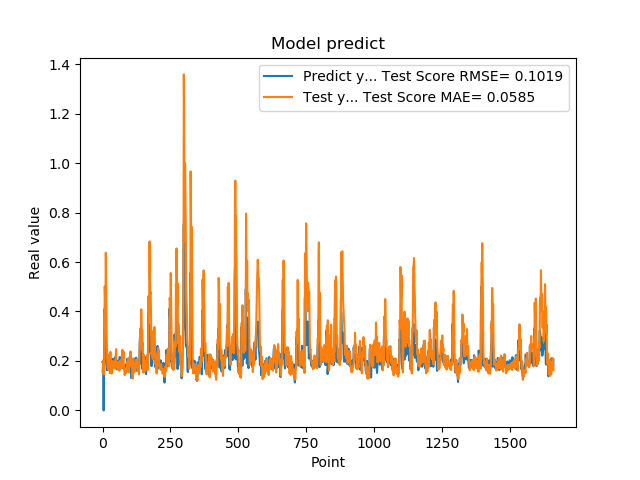 Model predict
Predict y... Test Score RMSE= 0.1019
Test y... Test Score MAE= 0.0585
1.4
1.2
1.0
0.8
0.6
0.4
0.2
0.0
Real value
0 250 500 750 1000 1250 1500
Point